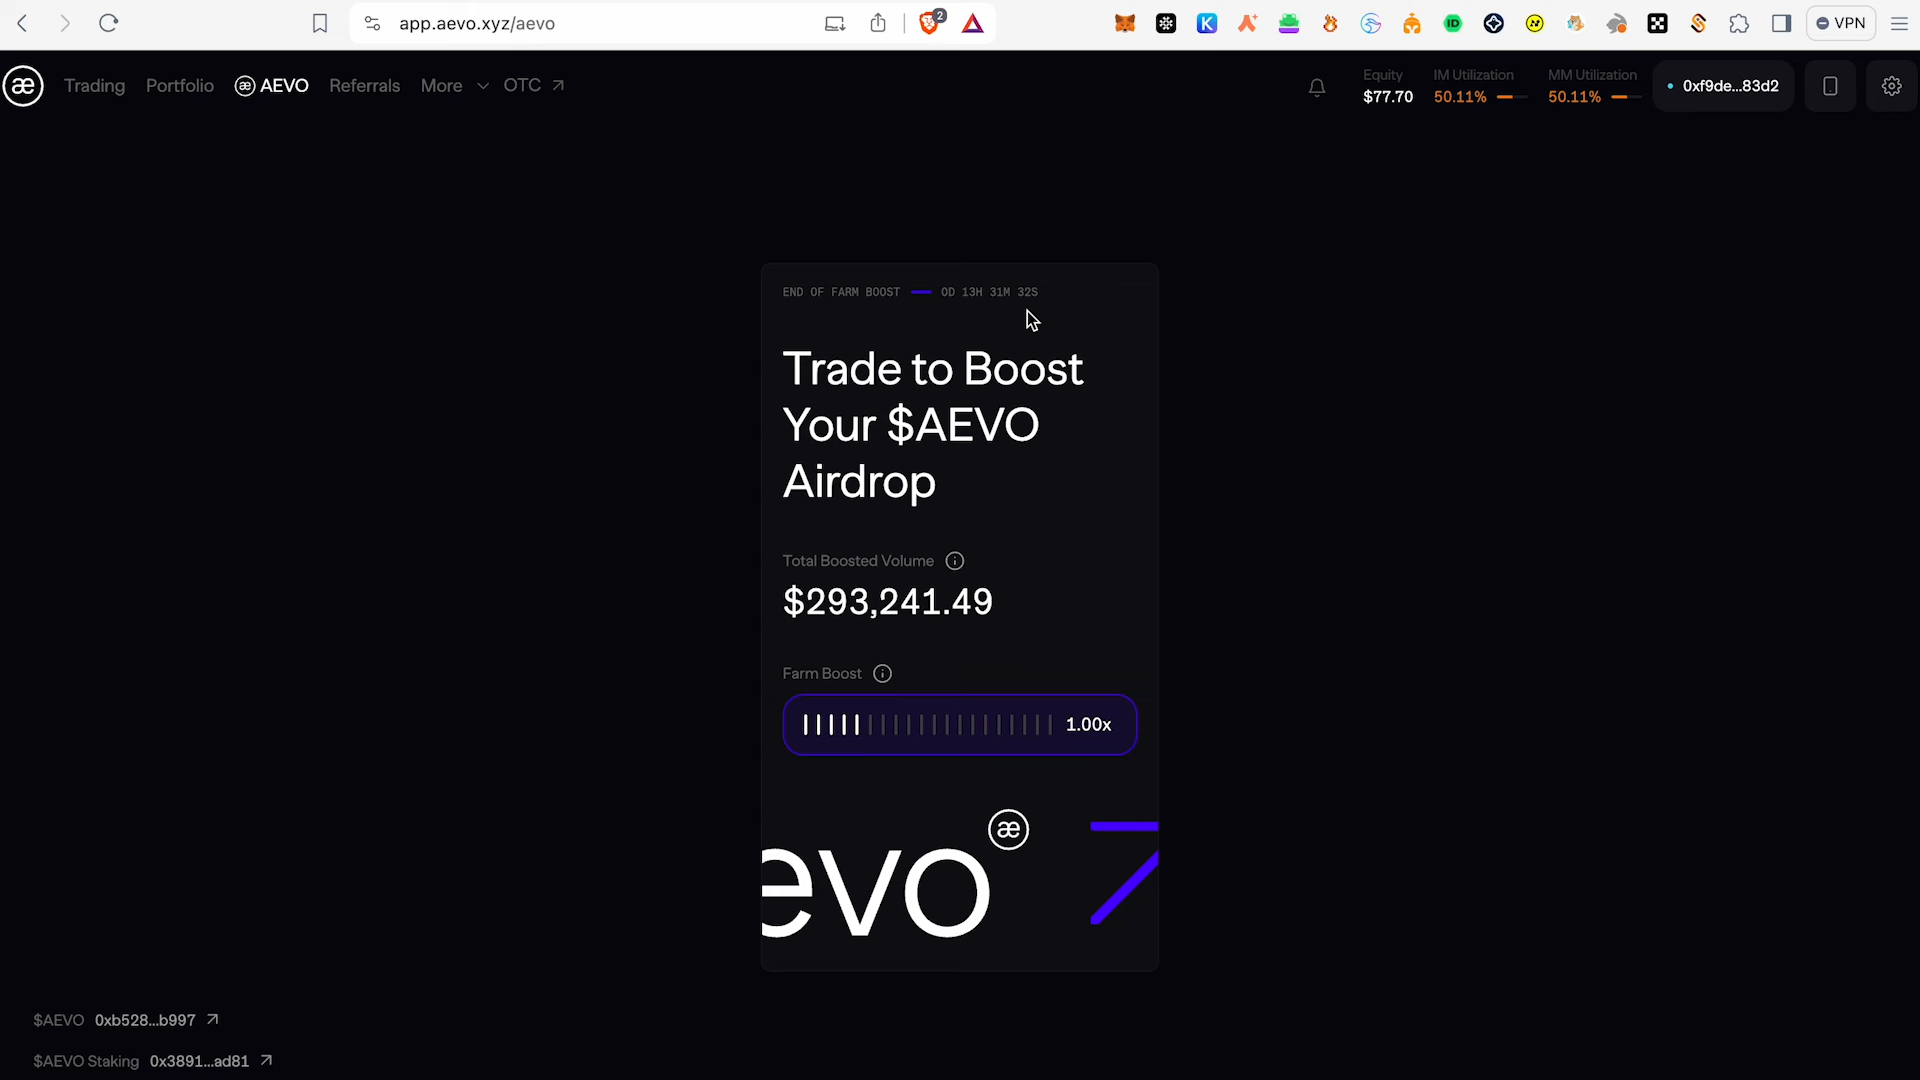 app.aevo.xyz/aevo
2
VPN
æ Trading Portfolio æ AEVO Referrals More OTC
Equity
$77.70
IM Utilization
50.11%
MM Utilization
50.11%
0xf9de...83d2
END OF FARM BOOST 0D 13H 31M 32S
Trade to Boost
Your $AEVO
Airdrop
Total Boosted Volume
$293,241.49
Farm Boost
1.00x
evo æ
$AEVO 0xb528...b997
$AEVO Staking 0x3891...ad81